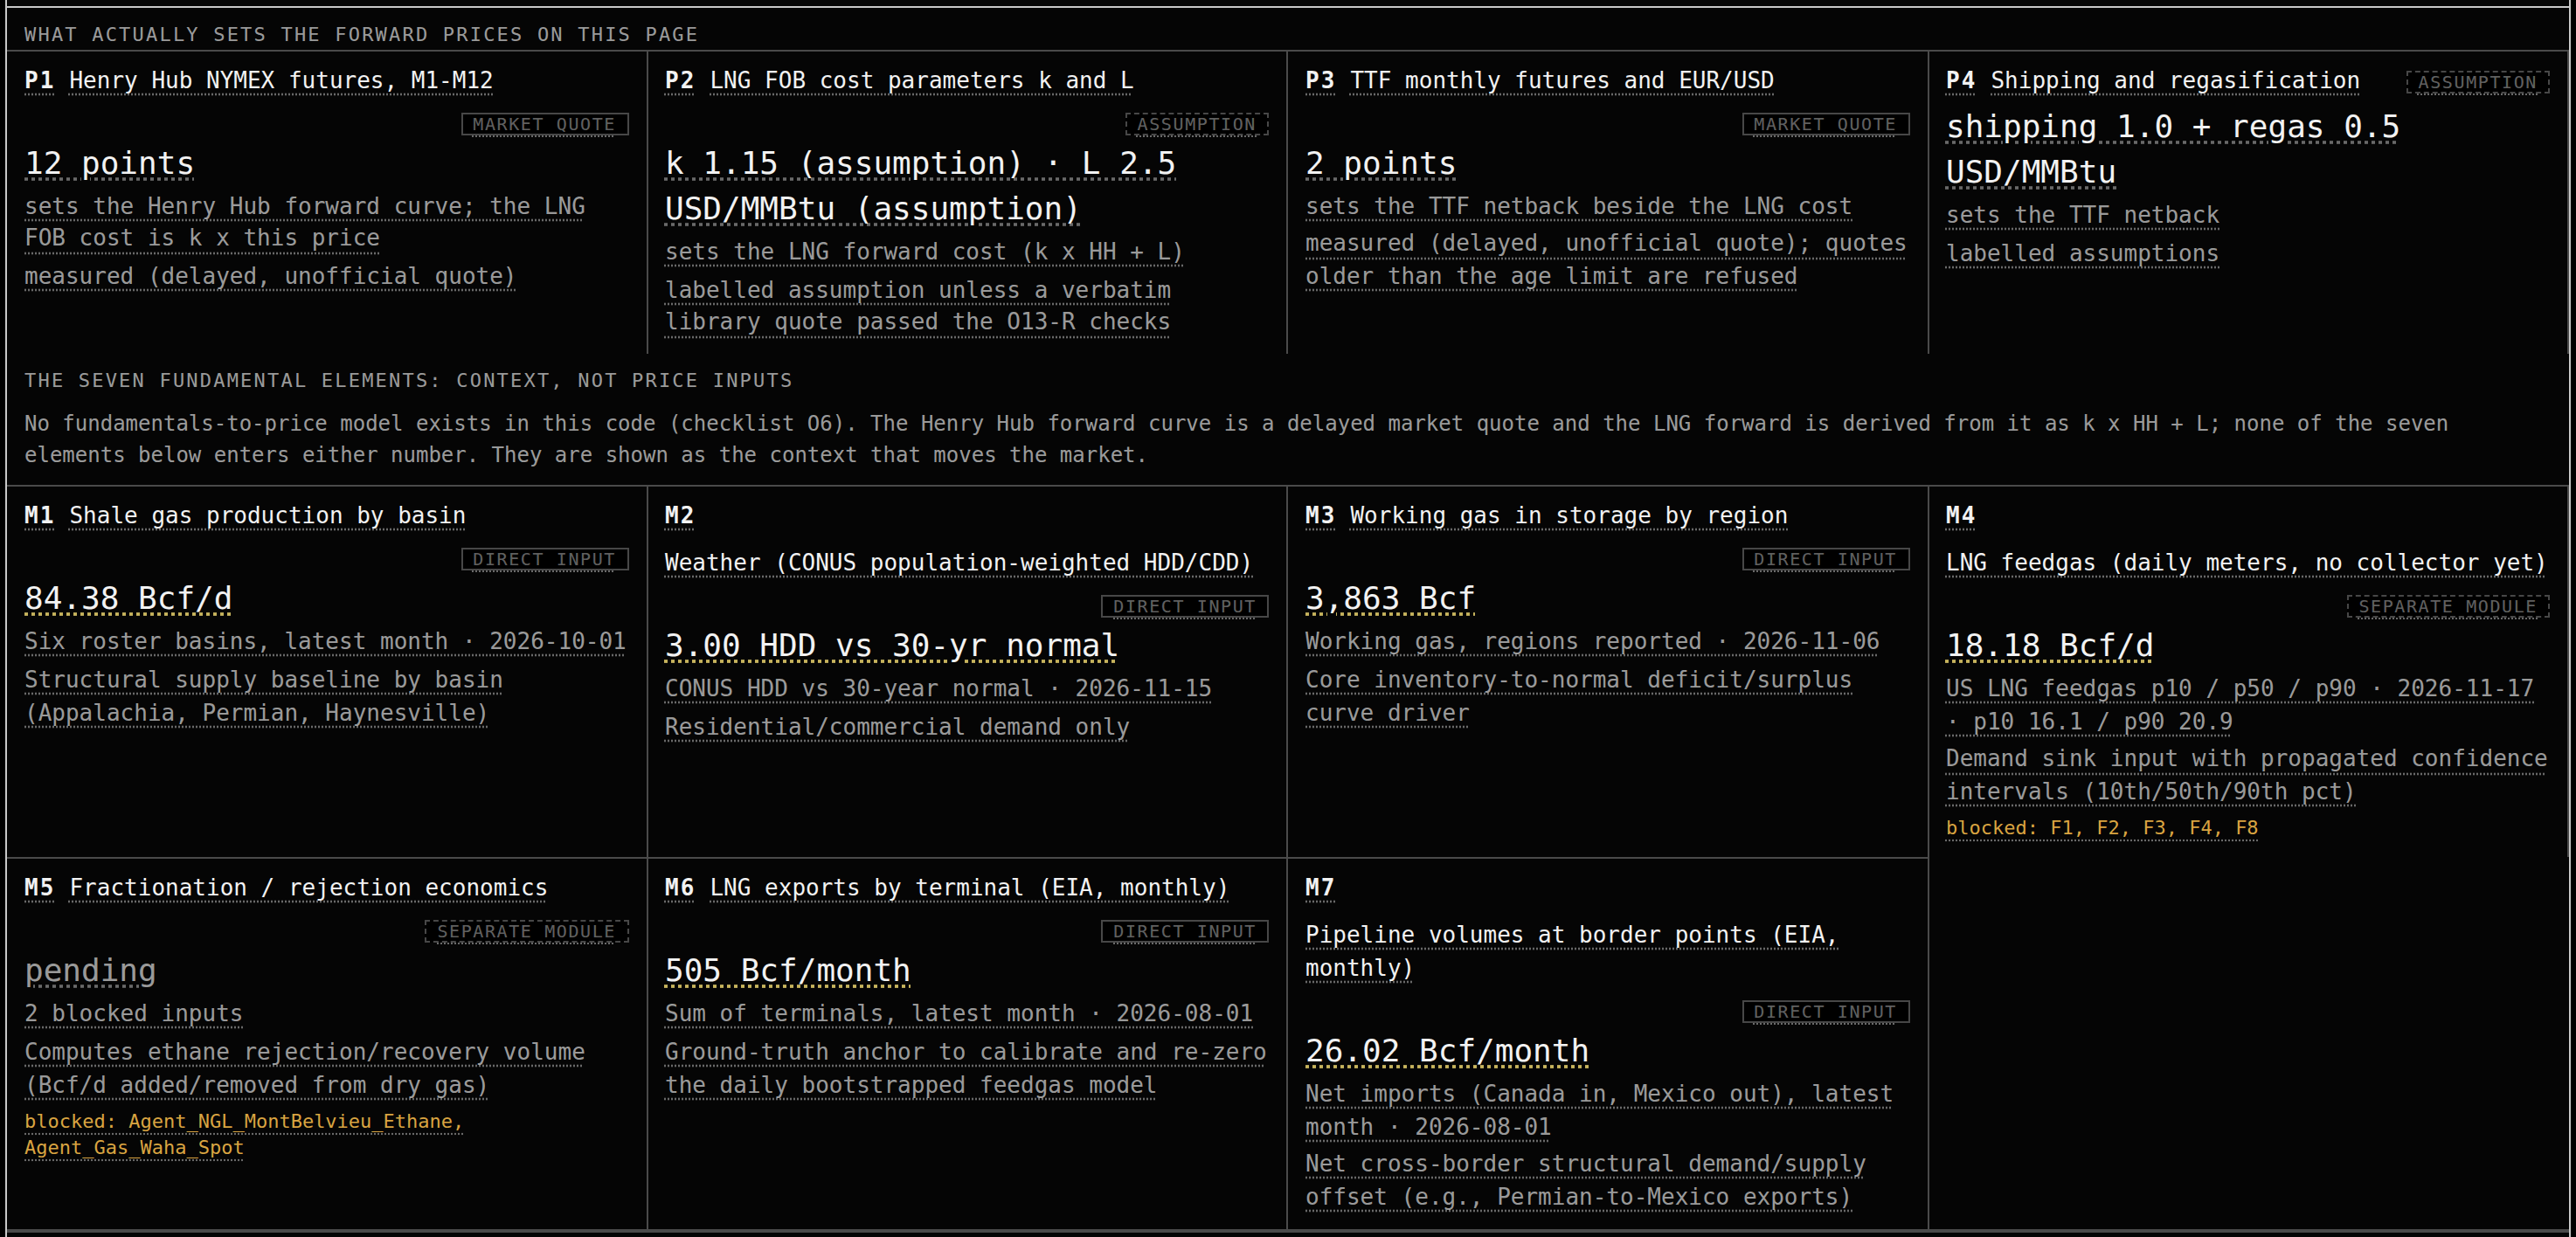 WHAT ACTUALLY SETS THE FORWARD PRICES ON THIS PAGE
P1 Henry Hub NYMEX futures, M1-M12
MARKET QUOTE
12 points
sets the Henry Hub forward curve; the LNG
FOB cost is k x this price
measured (delayed, unofficial quote)
P2 LNG FOB cost parameters k and L
ASSUMPTION
k 1.15 (assumption) · L 2.5
USD/MMBtu (assumption)
sets the LNG forward cost (k x HH + L)
labelled assumption unless a verbatim
library quote passed the O13-R checks
P3 TTF monthly futures and EUR/USD
MARKET QUOTE
2 points
sets the TTF netback beside the LNG cost
measured (delayed, unofficial quote); quotes
older than the age limit are refused
P4 Shipping and regasification ASSUMPTION
shipping 1.0 + regas 0.5
USD/MMBtu
sets the TTF netback
labelled assumptions
THE SEVEN FUNDAMENTAL ELEMENTS: CONTEXT, NOT PRICE INPUTS
No fundamentals-to-price model exists in this code (checklist O6). The Henry Hub forward curve is a delayed market quote and the LNG forward is derived from it as k x HH + L; none of the seven
elements below enters either number. They are shown as the context that moves the market.
M1 Shale gas production by basin
DIRECT INPUT
84.38 Bcf/d
Six roster basins, latest month · 2026-10-01
Structural supply baseline by basin
(Appalachia, Permian, Haynesville)
M2
Weather (CONUS population-weighted HDD/CDD)
DIRECT INPUT
3.00 HDD vs 30-yr normal
CONUS HDD vs 30-year normal · 2026-11-15
Residential/commercial demand only
M3 Working gas in storage by region
DIRECT INPUT
3,863 Bcf
Working gas, regions reported · 2026-11-06
Core inventory-to-normal deficit/surplus
curve driver
M4
LNG feedgas (daily meters, no collector yet)
SEPARATE MODULE
18.18 Bcf/d
US LNG feedgas p10 / p50 / p90 · 2026-11-17
· p10 16.1 / p90 20.9
Demand sink input with propagated confidence
intervals (10th/50th/90th pct)
blocked: F1, F2, F3, F4, F8
M5 Fractionation / rejection economics
SEPARATE MODULE
pending
2 blocked inputs
Computes ethane rejection/recovery volume
(Bcf/d added/removed from dry gas)
blocked: Agent_NGL_MontBelvieu_Ethane,
Agent_Gas_Waha_Spot
M6 LNG exports by terminal (EIA, monthly)
DIRECT INPUT
505 Bcf/month
Sum of terminals, latest month · 2026-08-01
Ground-truth anchor to calibrate and re-zero
the daily bootstrapped feedgas model
M7
Pipeline volumes at border points (EIA,
monthly)
DIRECT INPUT
26.02 Bcf/month
Net imports (Canada in, Mexico out), latest
month · 2026-08-01
Net cross-border structural demand/supply
offset (e.g., Permian-to-Mexico exports)